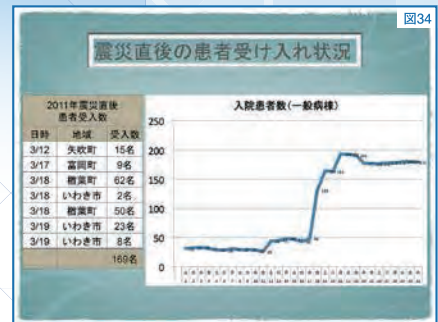 図34
震災直後の患者受け入れ状況
2011年震災直後
患者受入数
日時 地域 受入数
3/12 矢吹町 15名
3/17 富岡町 9名
3/18 楢葉町 62名
3/18 いわき市 2名
3/18 楢葉町 50名
3/19 いわき市 23名
3/19 いわき市 8名
169名
入院患者数(一般病棟)
250
200
150
100
50
0